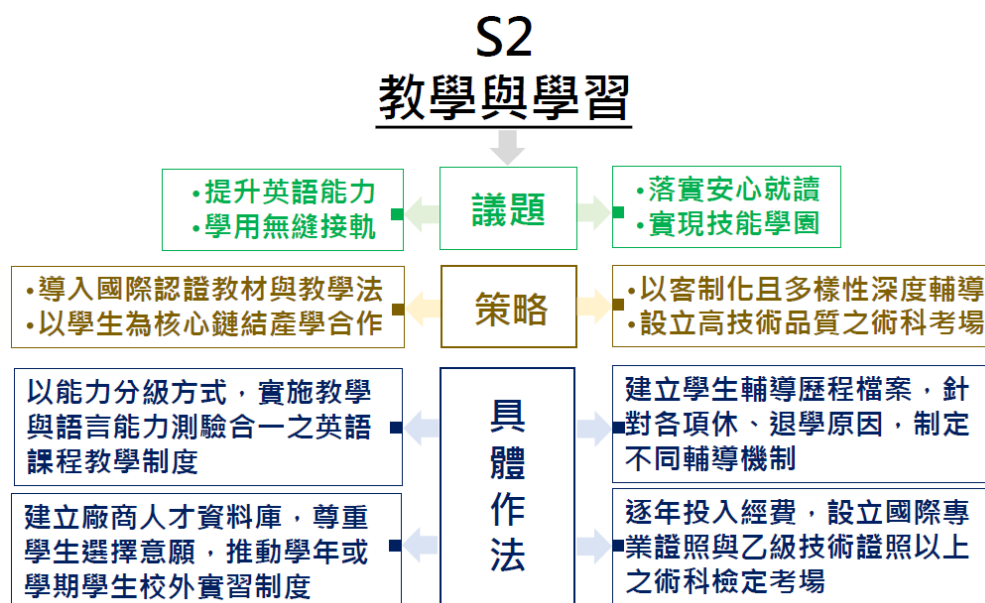 S2
教學與學習
•提升英語能力
•學用無縫接軌
議題
•落實安心就讀
•實現技能學園
•導入國際認證教材與教學法
•以學生為核心鏈結產學合作
策略
•以客制化且多樣性深度輔導
•設立高技術品質之術科考場
以能力分級方式，實施教學
與語言能力測驗合一之英語
課程教學制度
建立廠商人才資料庫，尊重
學生選擇意願，推動學年或
學期學生校外實習制度
具
體
作
法
建立學生輔導歷程檔案，針
對各項休、退學原因，制定
不同輔導機制
逐年投入經費，設立國際專
業證照與乙級技術證照以上
之術科檢定考場